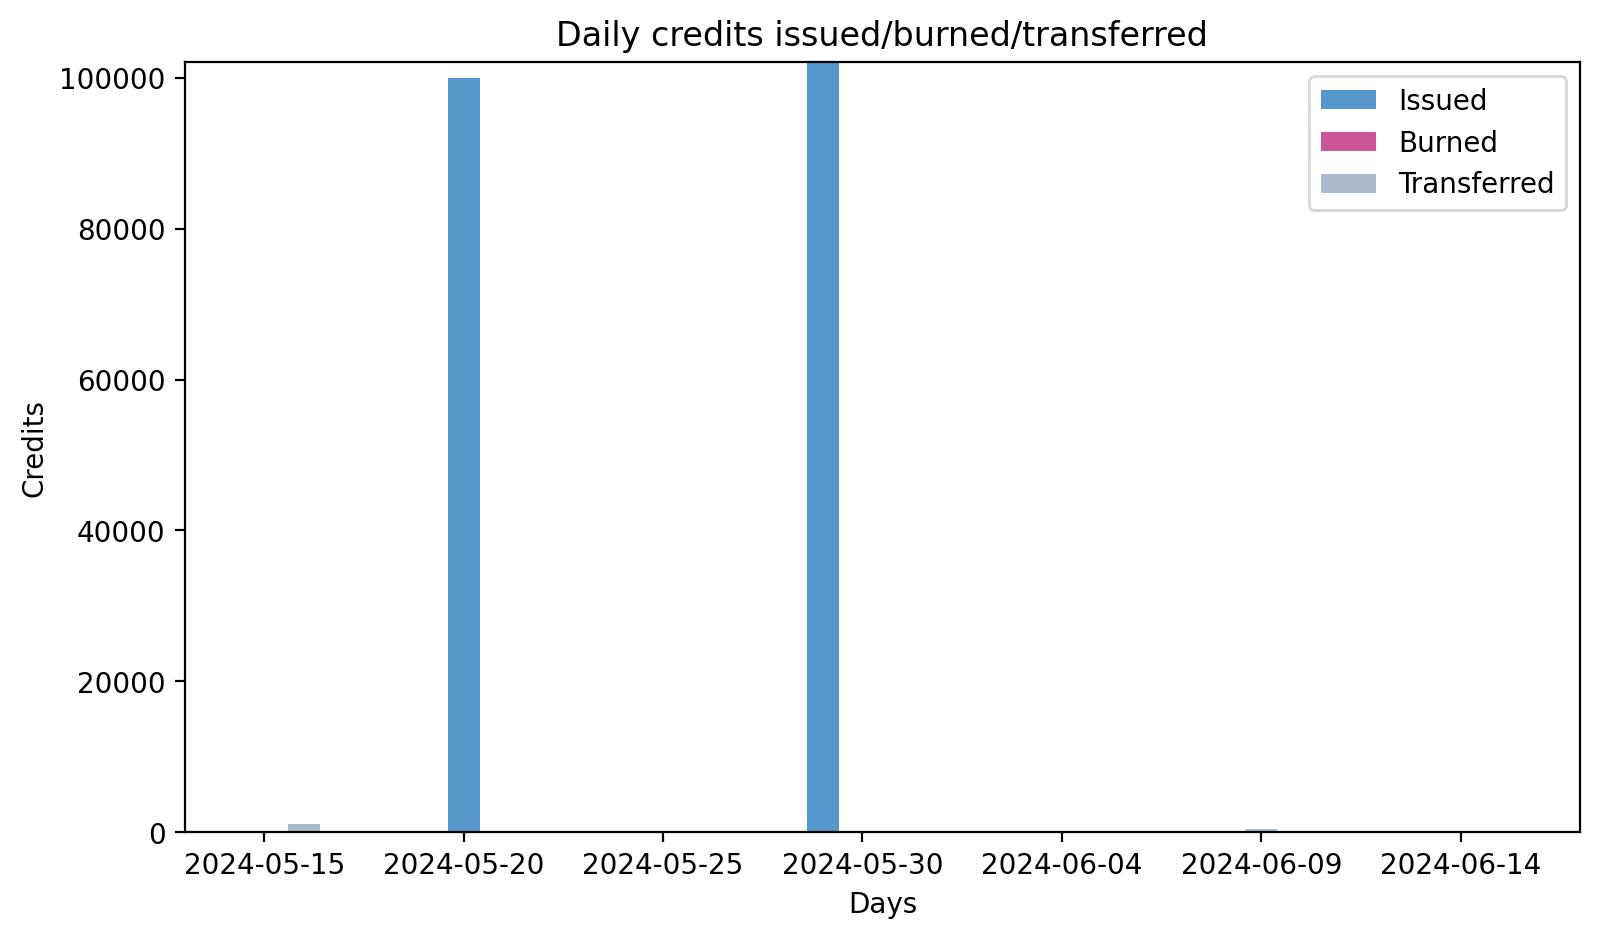 Daily credits issued/burned/transferred
100000
80000
60000
40000
20000
0
Credits
Issued
Burned
Transferred
2024-05-15 2024-05-20 2024-05-25 2024-05-30 2024-06-04 2024-06-09 2024-06-14
Days